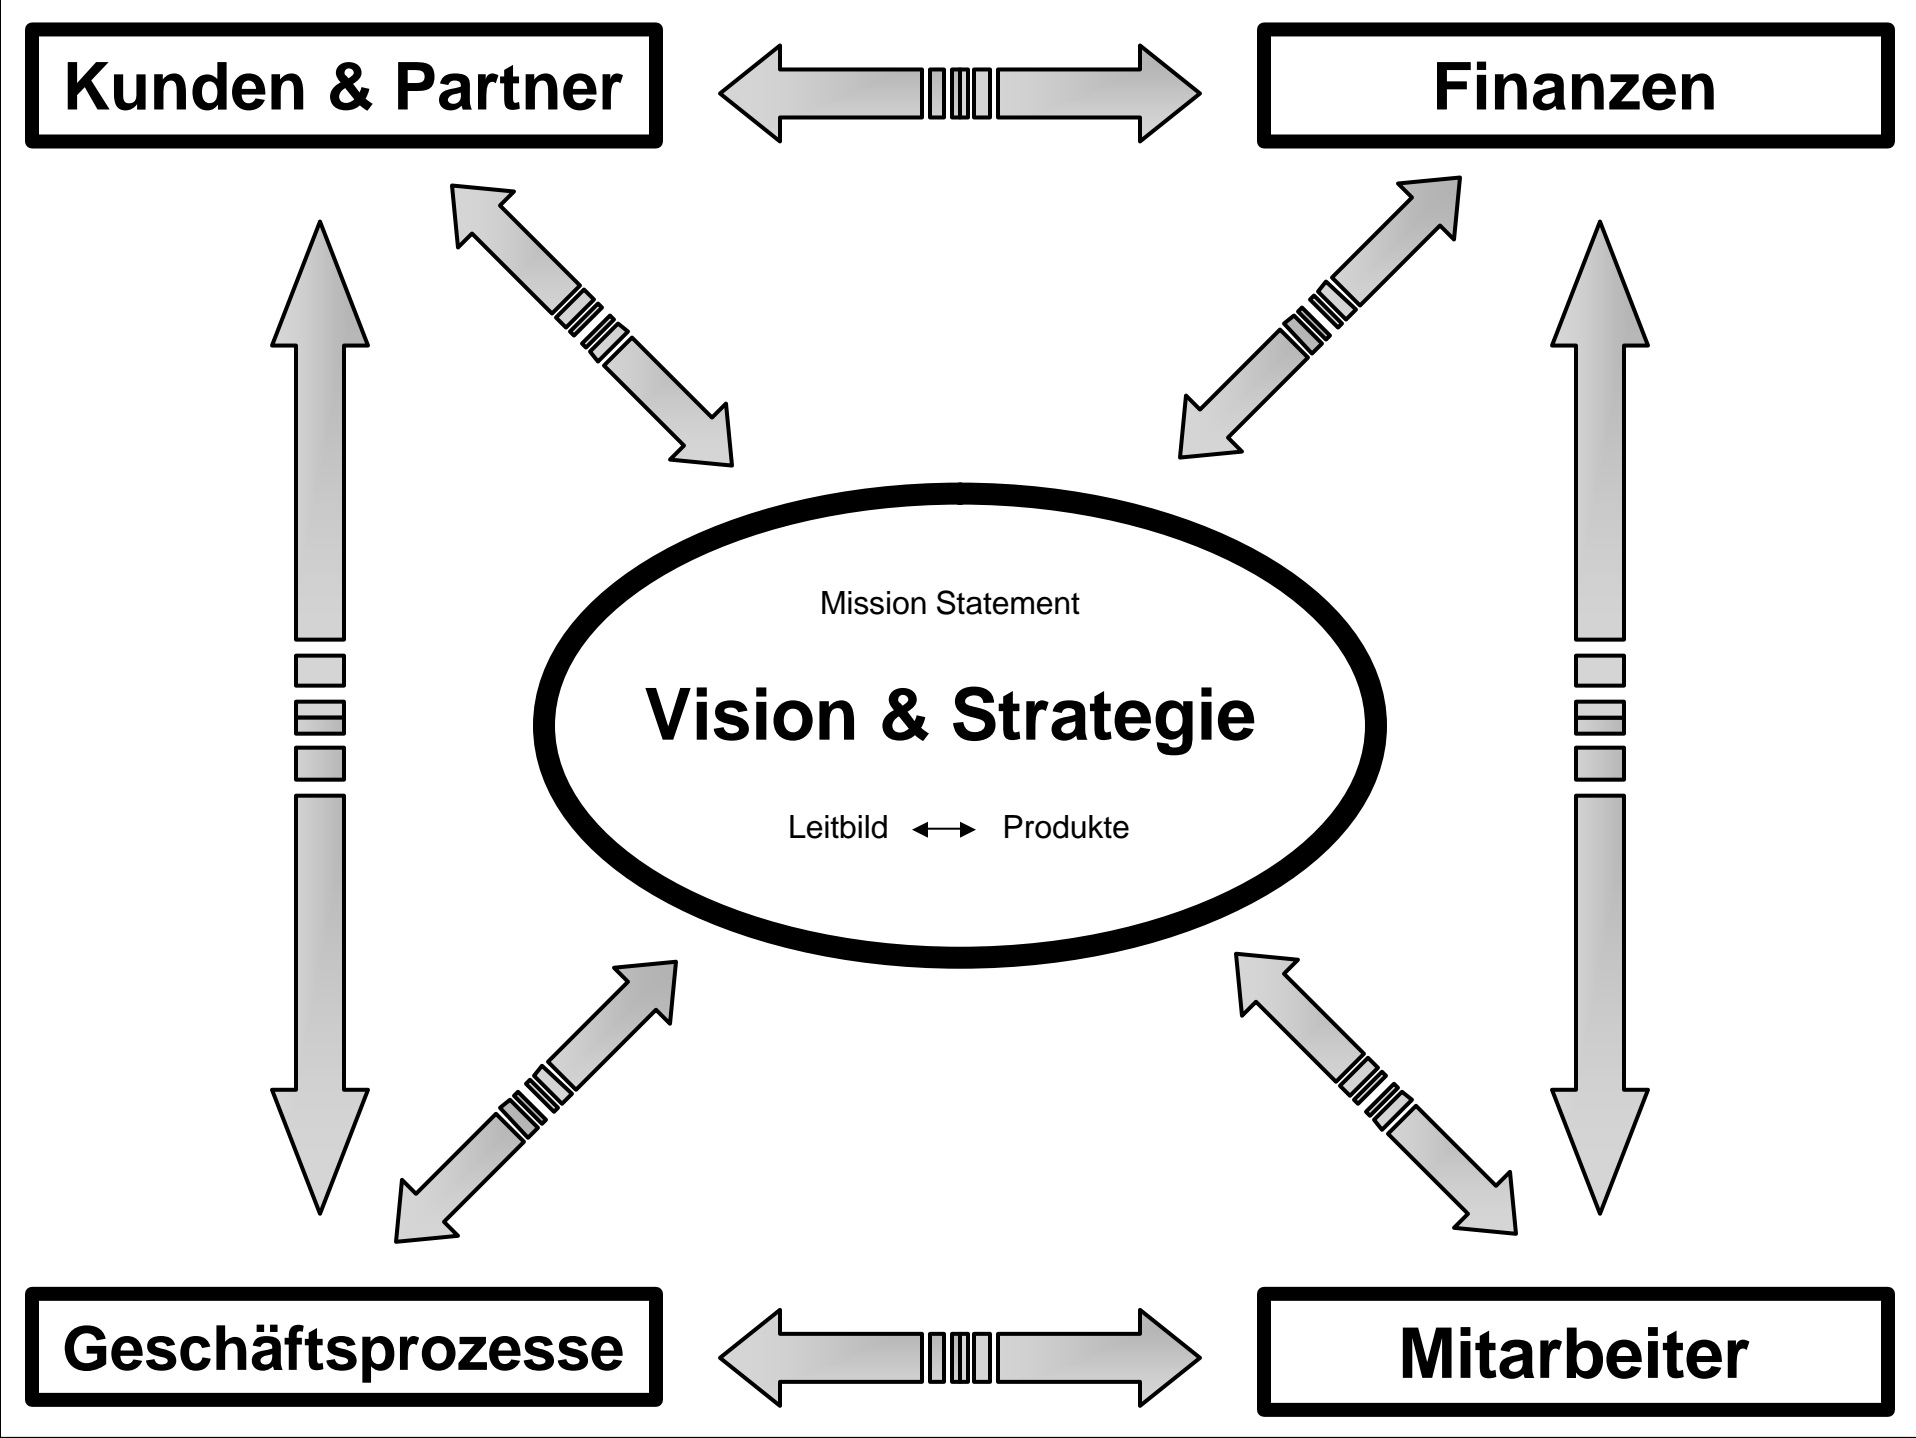 Kunden & Partner
Finanzen
Mission Statement
Vision & Strategie
Leitbild
Produkte
Geschäftsprozesse
Mitarbeiter